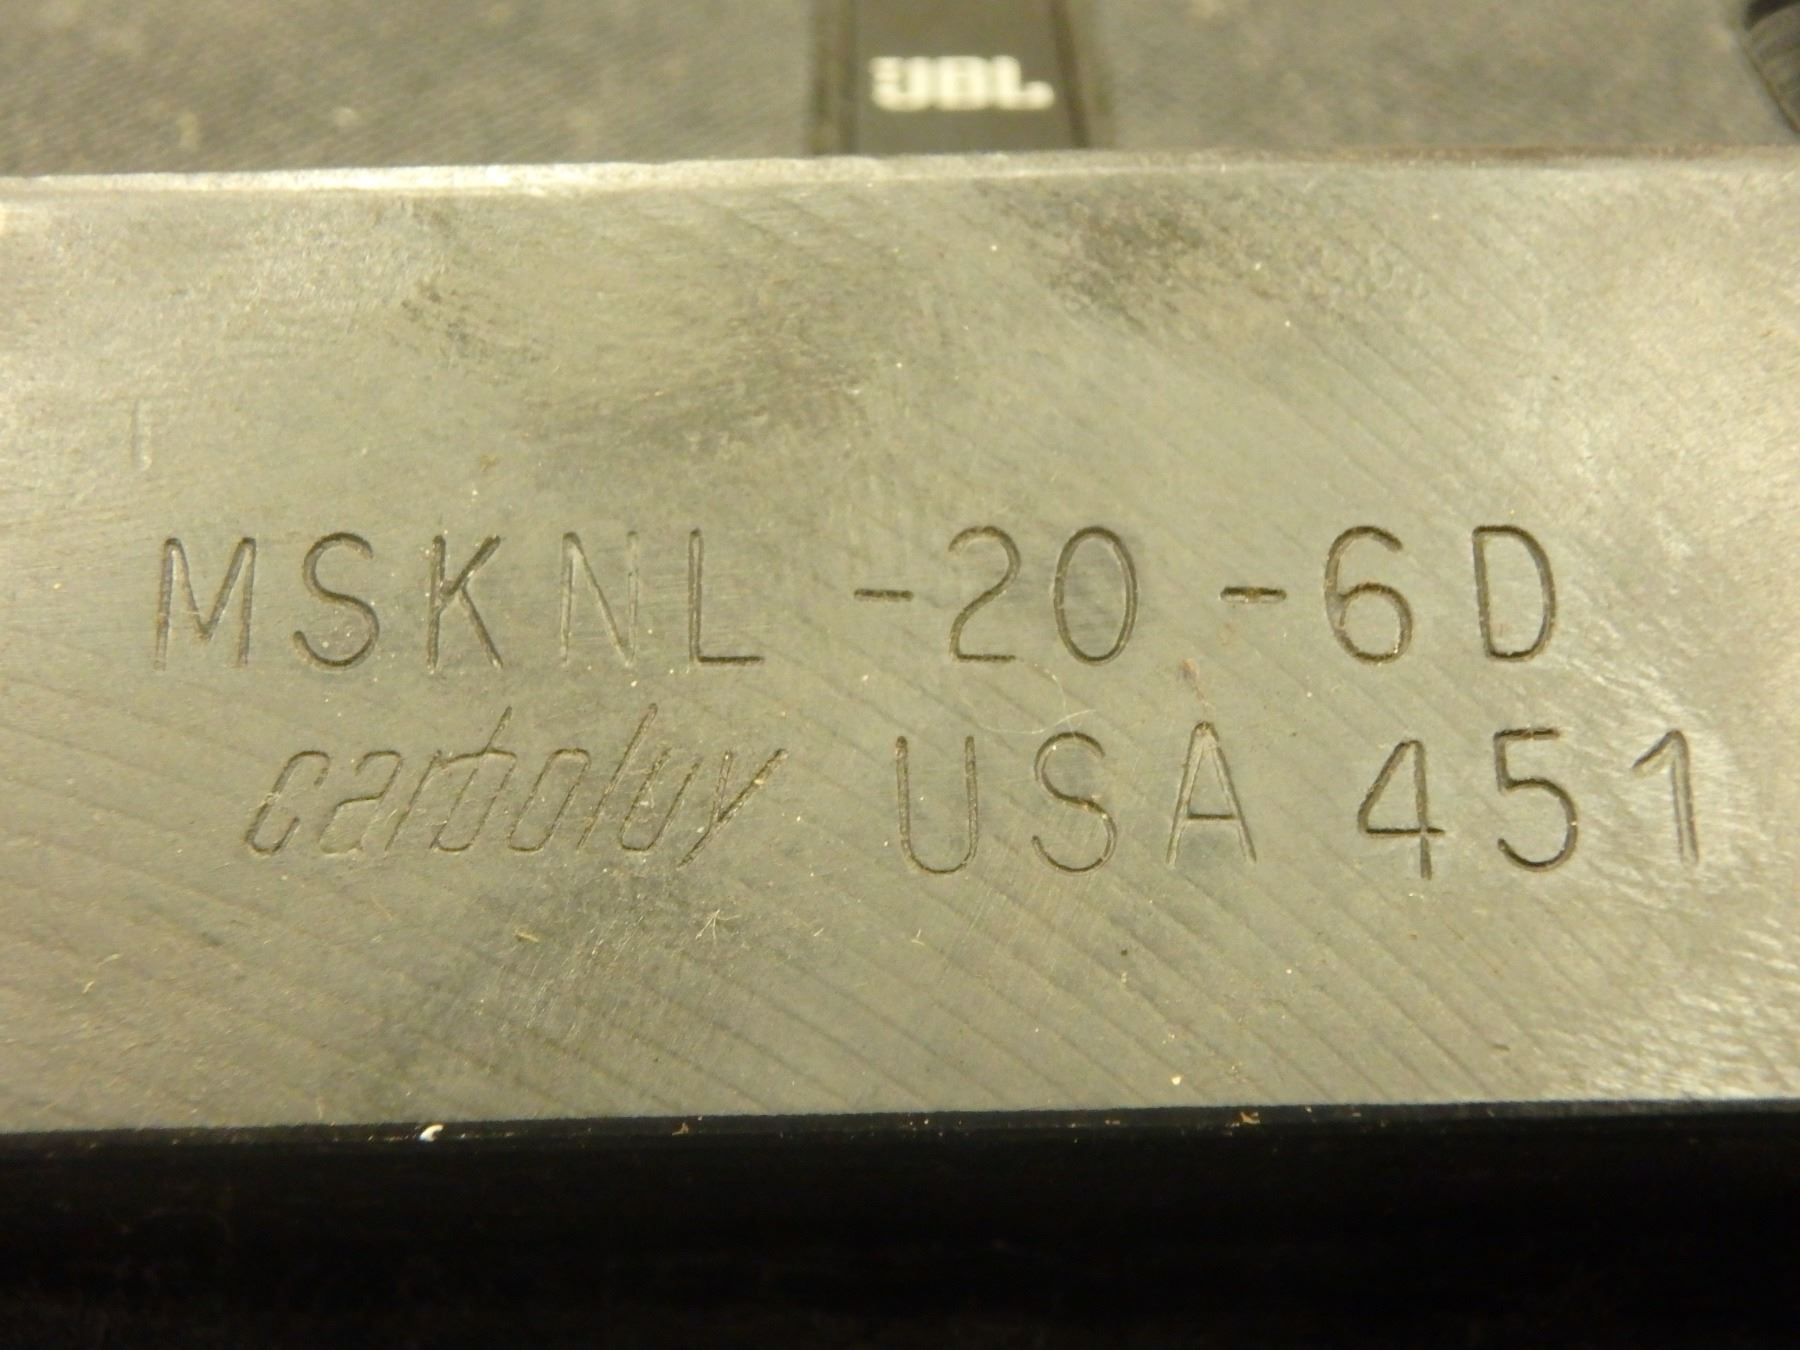 JBL
MSKNL -20 -6D
carboloy USA 451